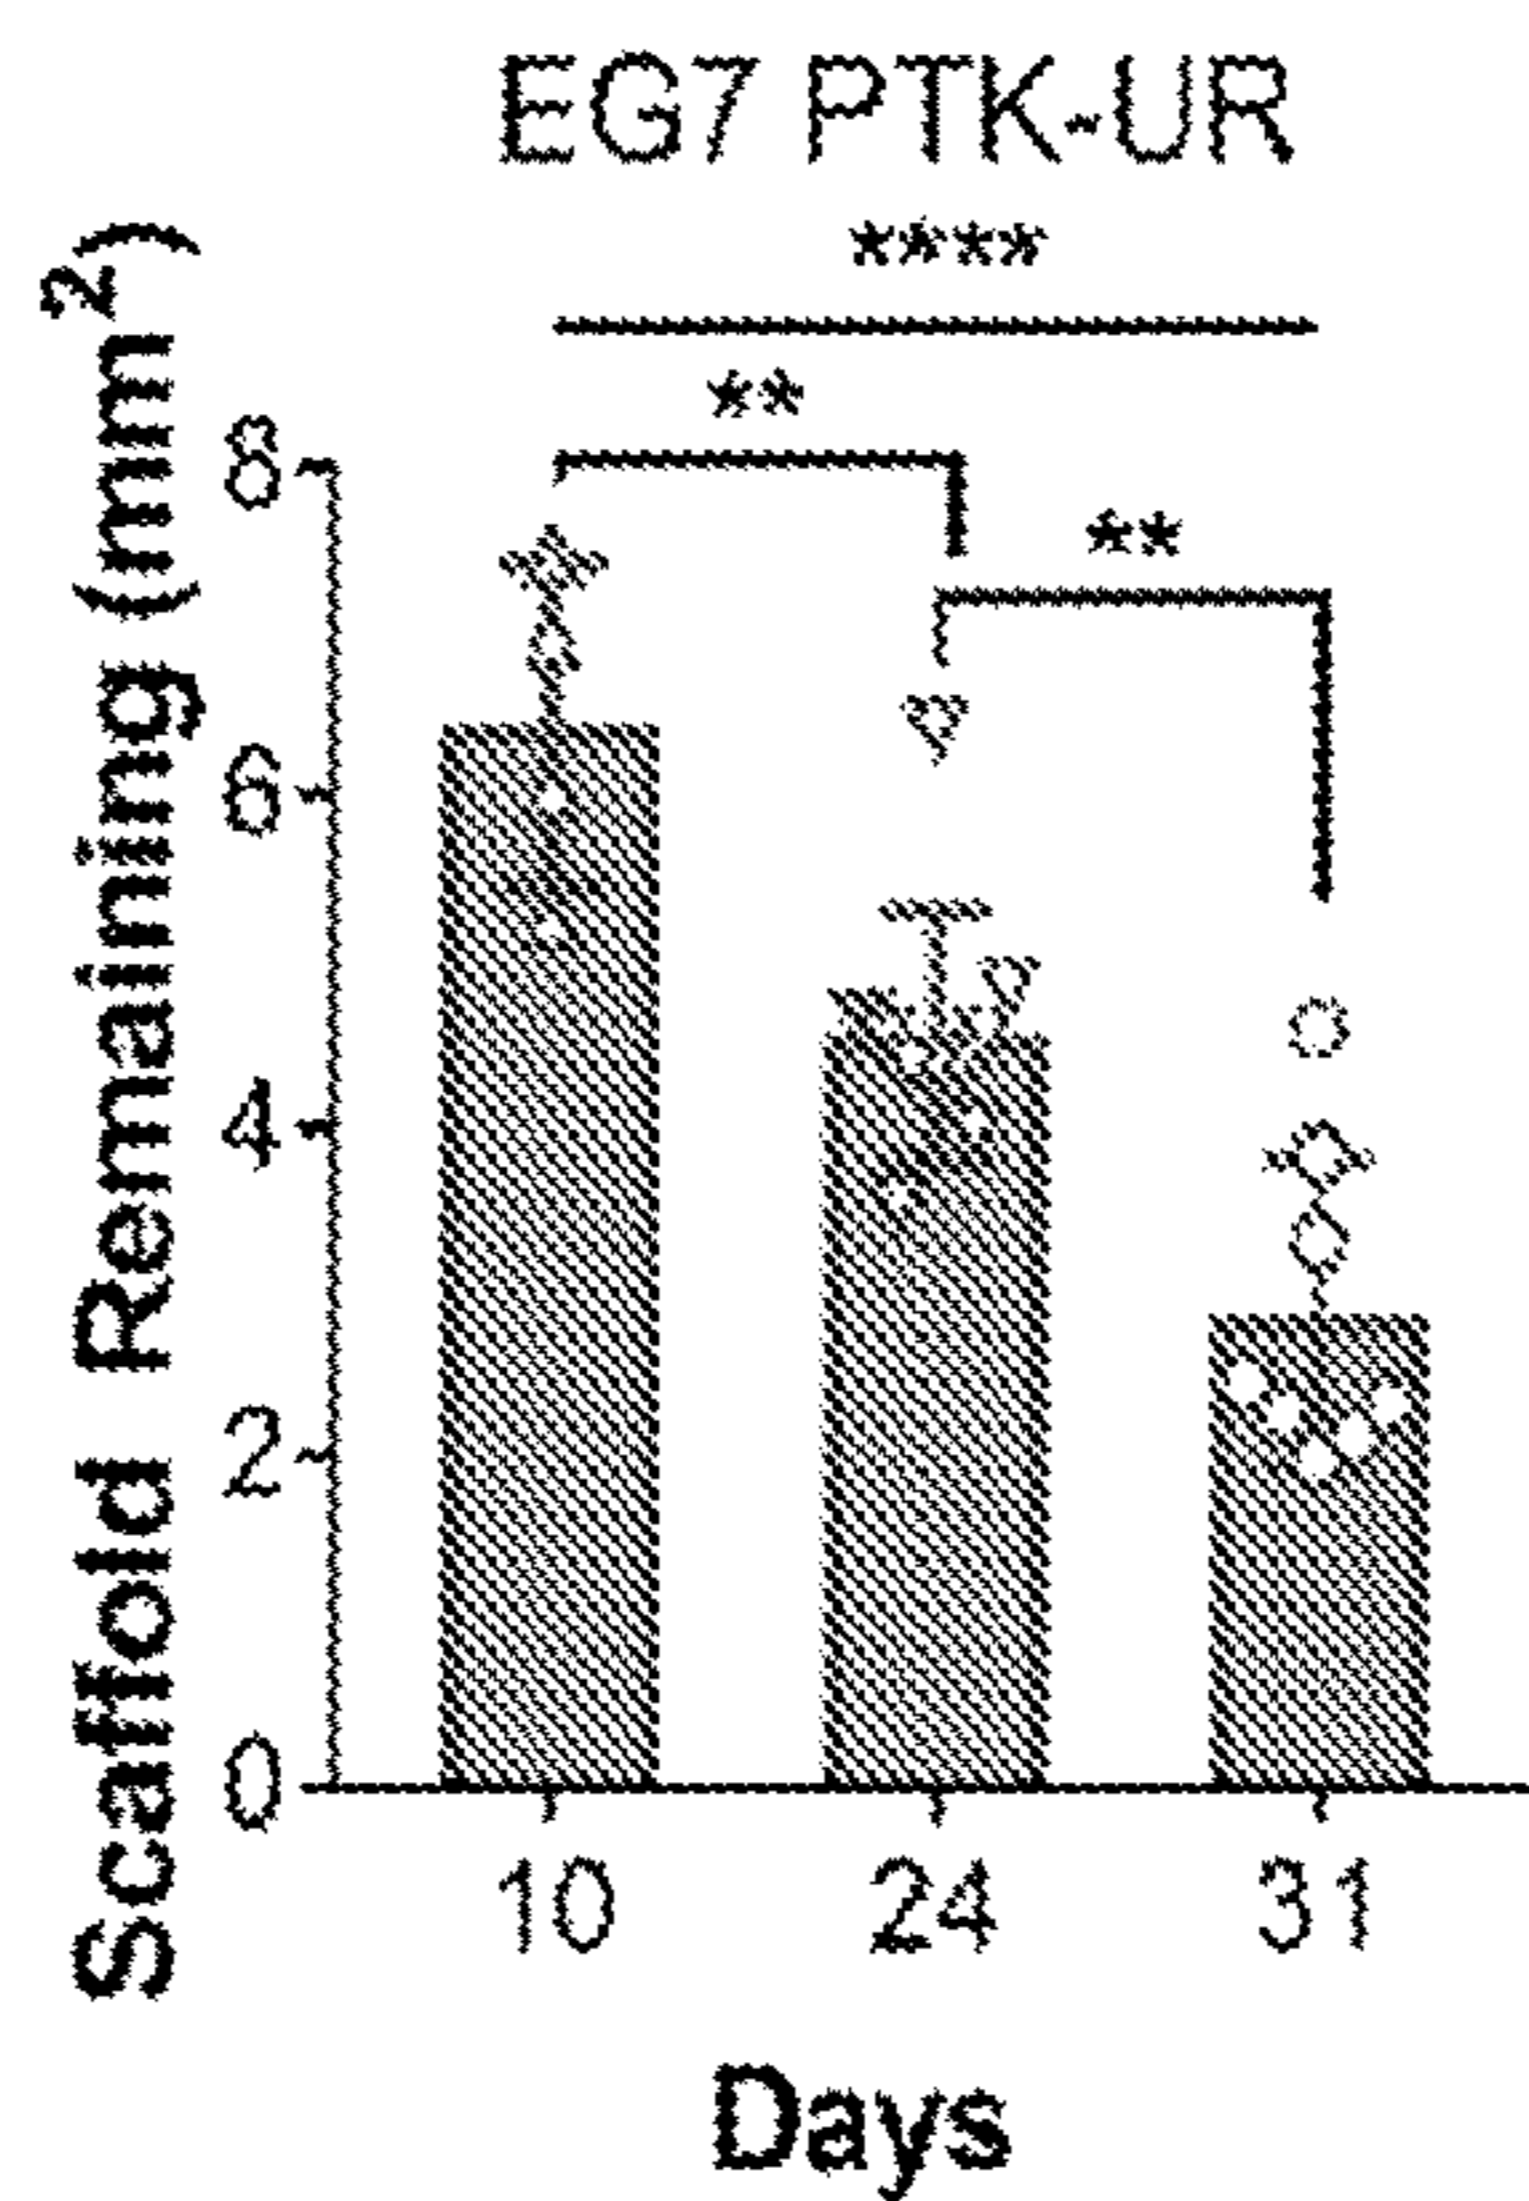 EG7 PTK-UR
****
**
**
Scaffold Remaining (mm²)
8
6
4
2
0
10 24 31
Days